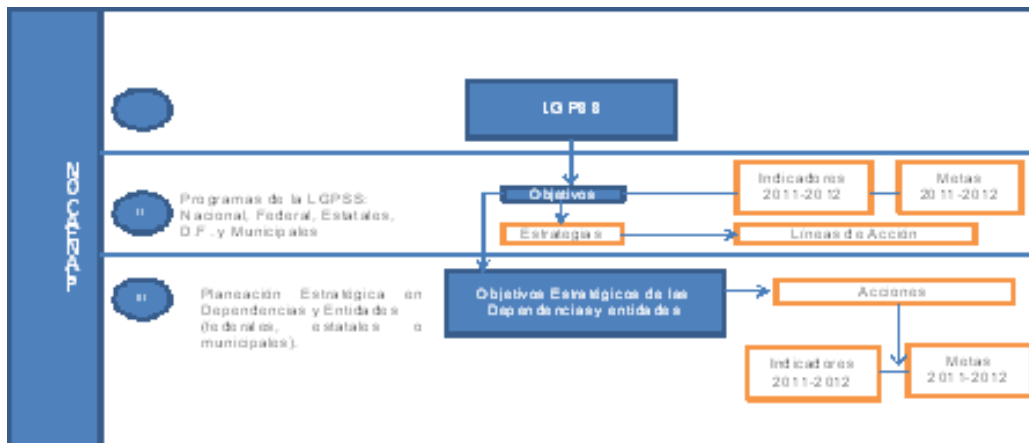 LGPSS
II
Programas de la LGPSS:
Nacional, Federal, Estatales,
D.F. y Municipales
Objetivos
Indicadores
2011-2012
Metas
2011-2012
Estrategias
Líneas de Acción
III
Planeación Estratégica en
Dependencias y Entidades
(federales, estatales o
municipales).
Objetivos Estratégicos de las
Dependencias y entidades
Acciones
Indicadores
2011-2012
Metas
2011-2012